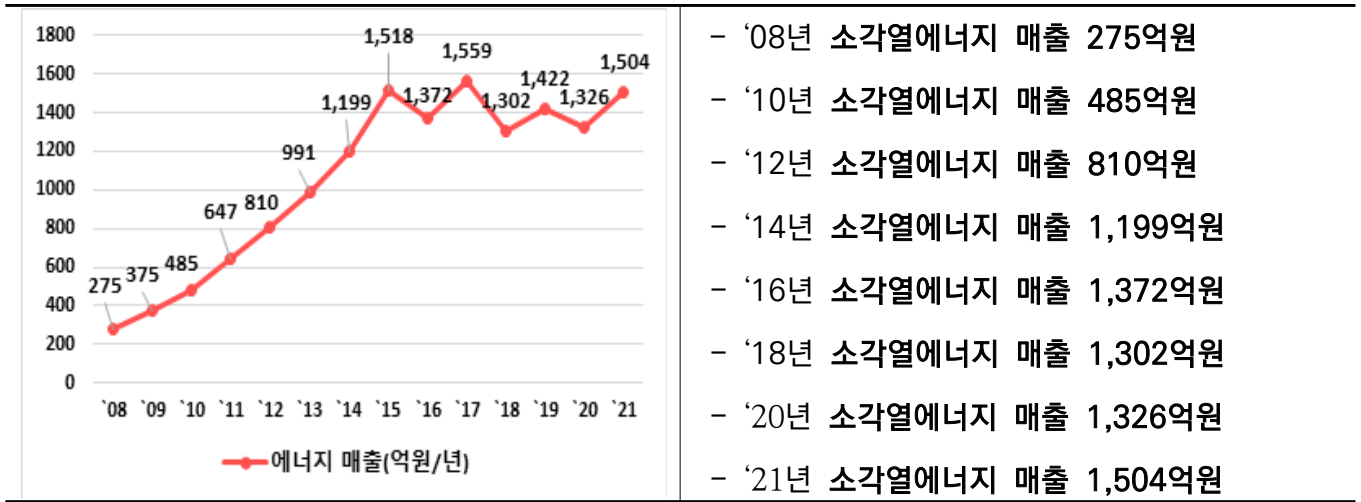 1800
1600
1400
1200
1000
800
600
400
200
0
275
375
485
647
810
991
1,199
1,518
1,372
1,559
1,302
1,422
1,326
1,504
`08 `09 `10 `11 `12 `13 `14 `15 `16 `17 `18 `19 `20 `21
에너지 매출(억원/년)
- ‘08년 소각열에너지 매출 275억원
- ‘10년 소각열에너지 매출 485억원
- ‘12년 소각열에너지 매출 810억원
- ‘14년 소각열에너지 매출 1,199억원
- ‘16년 소각열에너지 매출 1,372억원
- ‘18년 소각열에너지 매출 1,302억원
- ‘20년 소각열에너지 매출 1,326억원
- ‘21년 소각열에너지 매출 1,504억원